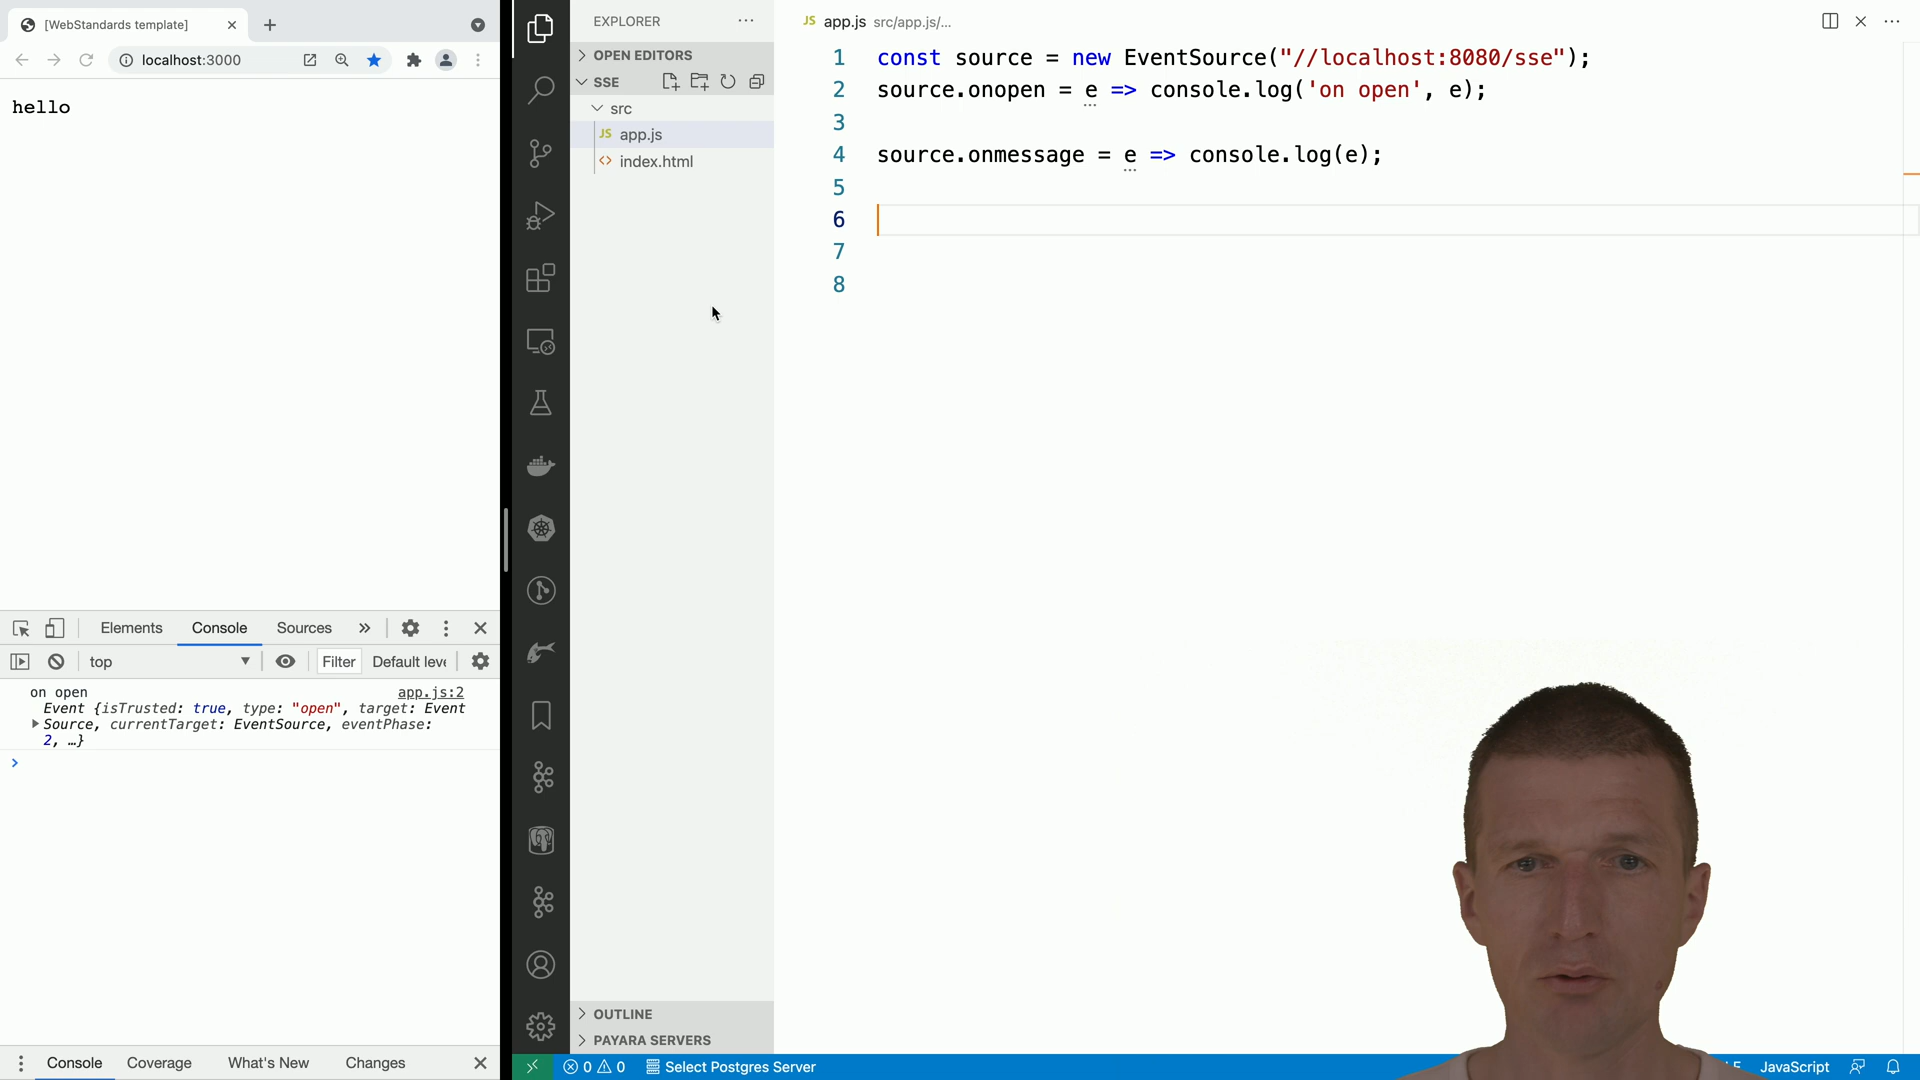 [WebStandards template]
localhost:3000
hello
Elements
Console
Sources
top
Filter
Default leve
on open
app.js:2
Event {isTrusted: true, type: "open", target: Event
Source, currentTarget: EventSource, eventPhase:
2, …}
Console
Coverage
What's New
Changes
EXPLORER
OPEN EDITORS
SSE
src
JS app.js
index.html
OUTLINE
PAYARA SERVERS
JS app.js src/app.js/...
1 const source = new EventSource("//localhost:8080/sse");
2 source.onopen = e => console.log('on open', e);
3
4 source.onmessage = e => console.log(e);
5
6
7
8
0 0
Select Postgres Server
JavaScript